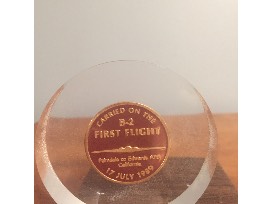 CARRIED ON THE
B-2
FIRST FLIGHT
Palmdale to Edwards AFB,
California
17 JULY 1989